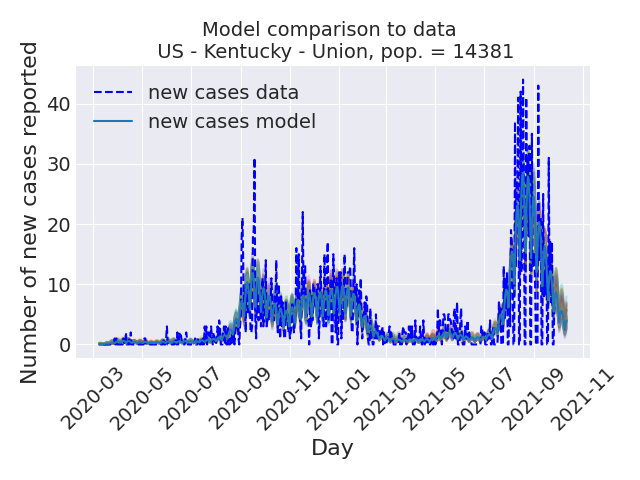 Model comparison to data
US - Kentucky - Union, pop. = 14381
Number of new cases reported
new cases data
new cases model
40
30
20
10
0
2020-03
2020-05
2020-07
2020-09
2020-11
2021-01
2021-03
2021-05
2021-07
2021-09
2021-11
Day